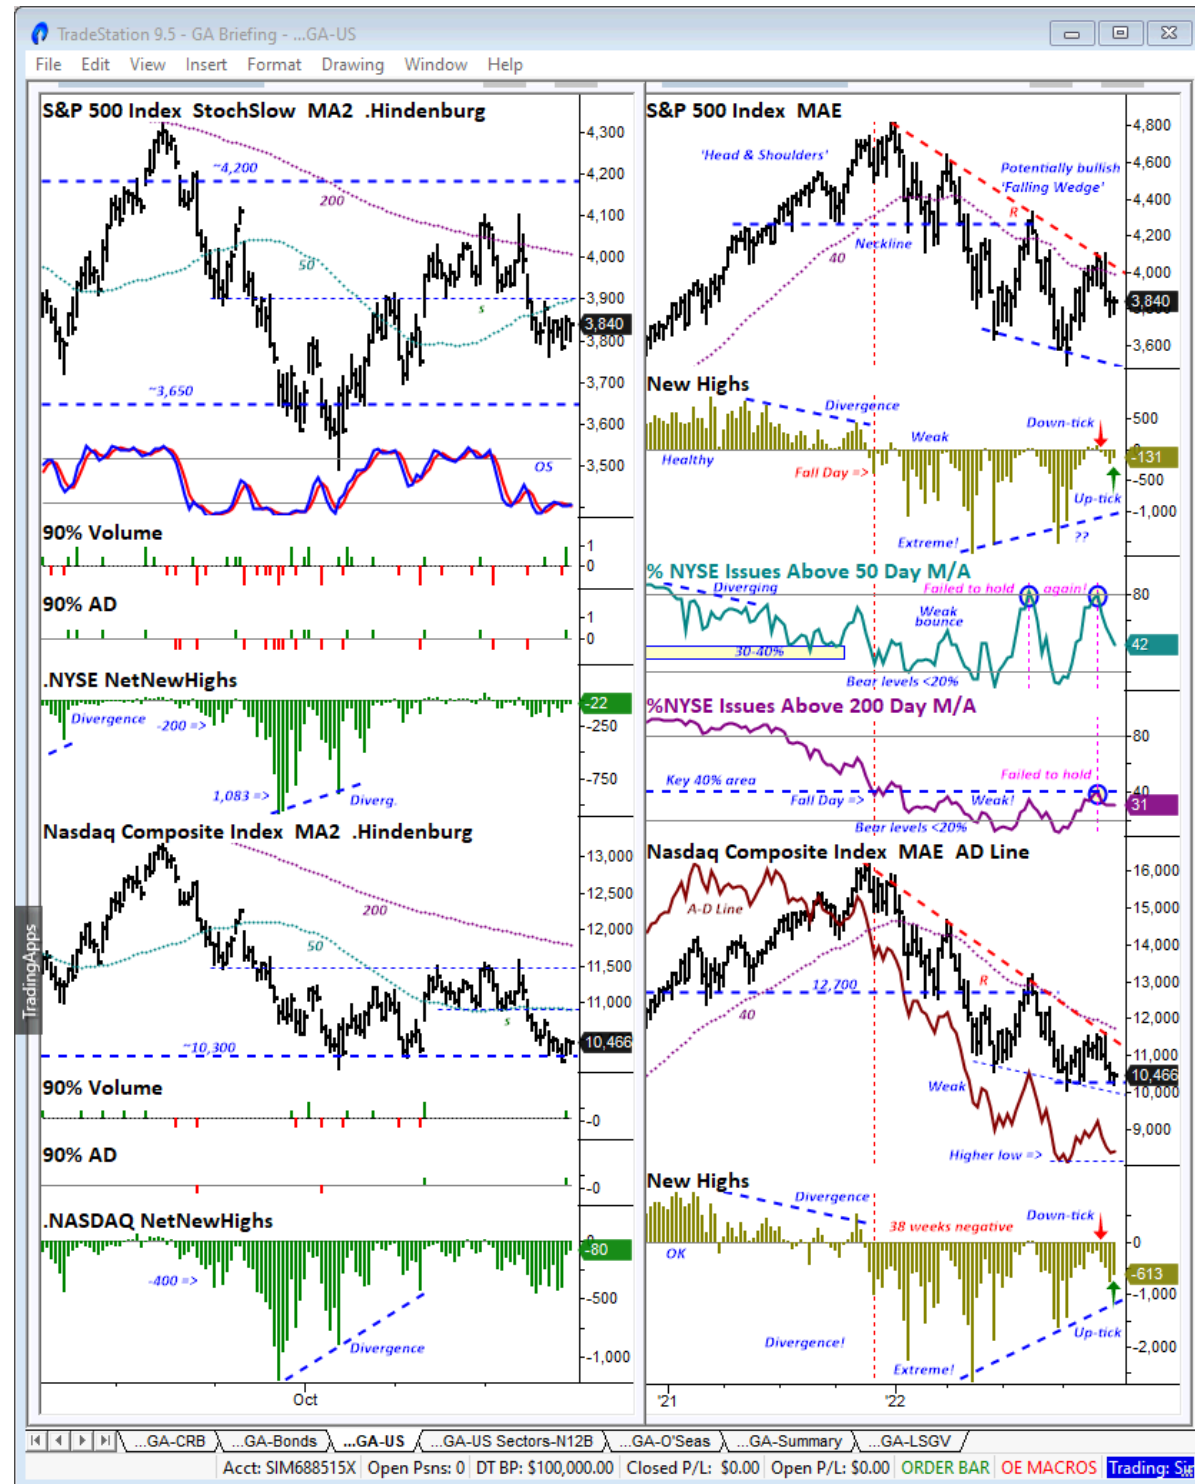 TradeStation 9.5 - GA Briefing - ...GA-US
File Edit View Insert Format Drawing Window Help
S&P 500 Index StochSlow MA2 .Hindenburg
4,300
~4,200
4,200
200
4,100
50
4,000
3,900
s
3,840
3,800
3,700
~3,650
3,600
OS
3,500
90% Volume
1
0
90% AD
1
0
.NYSE NetNewHighs
-22
Divergence
-200 =>
-250
-750
1,083 =>
Diverg.
Nasdaq Composite Index MA2 .Hindenburg
13,000
12,500
200
12,000
50
11,500
11,000
s
10,466
~10,300
90% Volume
-0
90% AD
-0
.NASDAQ NetNewHighs
-80
-400 =>
-500
Divergence
-1,000
Oct
S&P 500 Index MAE
4,800
'Head & Shoulders'
4,600
Potentially bullish
'Falling Wedge'
4,400
R
4,200
Neckline
40
4,000
3,840
3,600
New Highs
Divergence
500
Down-tick
Weak
Healthy
-131
Fall Day =>
-500
Up-tick
-1,000
Extreme!
??
% NYSE Issues Above 50 Day M/A
Diverging
Failed to hold
again!
80
Weak
bounce
42
30-40%
Bear levels <20%
%NYSE Issues Above 200 Day M/A
80
Failed to hold
Key 40% area
40
Fall Day =>
Weak!
31
Bear levels <20%
Nasdaq Composite Index MAE AD Line
16,000
A-D Line
15,000
14,000
12,700
R
13,000
40
12,000
11,000
10,466
Weak
10,000
9,000
Higher low =>
New Highs
Divergence
38 weeks negative
Down-tick
OK
0
-613
-1,000
Up-tick
Divergence!
-2,000
Extreme!
'21
'22
TradingApps
...GA-CRB ...GA-Bonds ...GA-US ...GA-US Sectors-N12B ...GA-O'Seas ...GA-Summary ...GA-LSGV
Acct: SIM688515X Open Psns: 0 DT BP: $100,000.00 Closed P/L: $0.00 Open P/L: $0.00 ORDER BAR OE MACROS Trading: